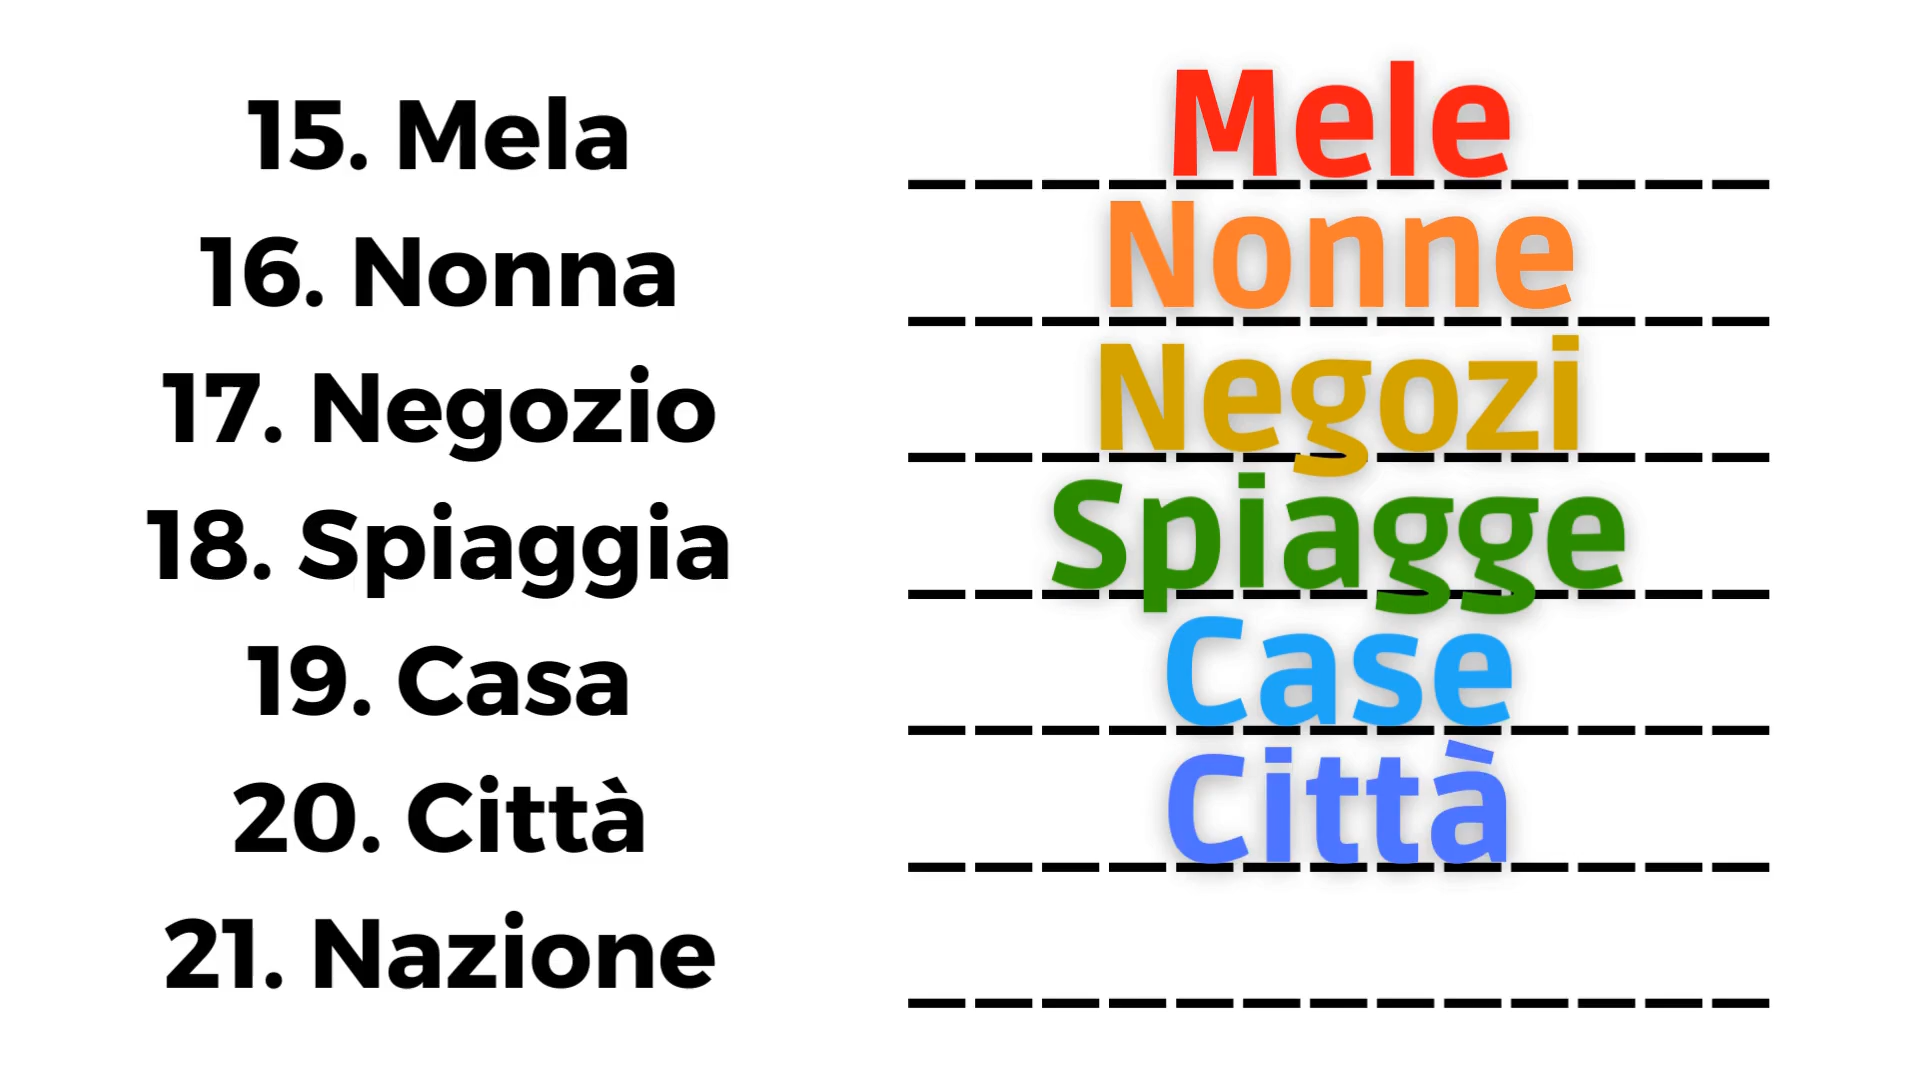 15. Mela Mele
16. Nonna Nonne
17. Negozio Negozi
18. Spiaggia Spiagge
19. Casa Case
20. Città Città
21. Nazione